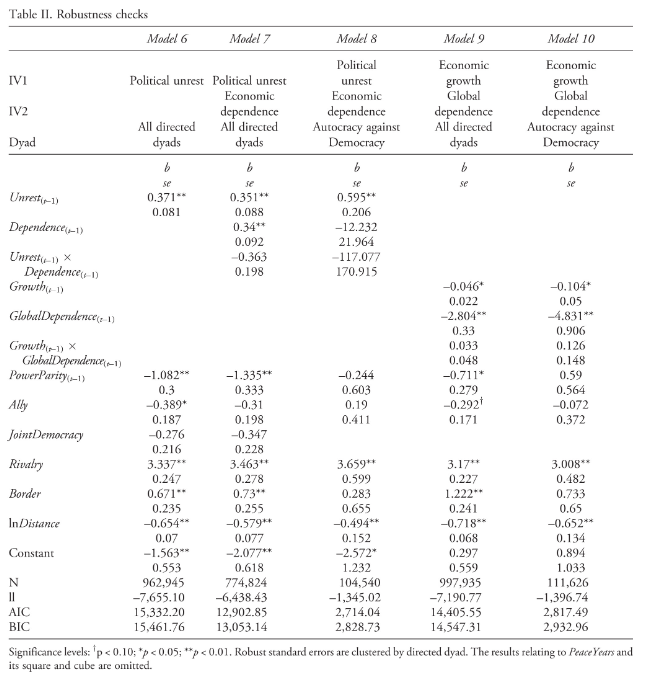 Table II. Robustness checks
Model 6 Model 7 Model 8 Model 9 Model 10
Political Economic Economic
IV1 Political unrest Political unrest unrest growth growth
Economic Economic Global Global
IV2 dependence dependence dependence dependence
All directed All directed Autocracy against All directed Autocracy against
Dyad dyads dyads Democracy dyads Democracy
b b b b b
se se se se se
Unrest(t−1) 0.371** 0.351** 0.595**
0.081 0.088 0.206
Dependence(t−1) 0.34** −12.232
0.092 21.964
Unrest(t−1) × −0.363 −117.077
Dependence(t−1) 0.198 170.915
Growth(t−1) −0.046* −0.104*
0.022 0.05
GlobalDependence(t−1) −2.804** −4.831**
0.33 0.906
Growth(t−1) × 0.033 0.126
GlobalDependence(t−1) 0.048 0.148
PowerParity(t−1) −1.082** −1.335** −0.244 −0.711* 0.59
0.3 0.333 0.603 0.279 0.564
Ally −0.389* −0.31 0.19 −0.292† −0.072
0.187 0.198 0.411 0.171 0.372
JointDemocracy −0.276 −0.347
0.216 0.228
Rivalry 3.337** 3.463** 3.659** 3.17** 3.008**
0.247 0.278 0.599 0.227 0.482
Border 0.671** 0.73** 0.283 1.222** 0.733
0.235 0.255 0.655 0.241 0.65
lnDistance −0.654** −0.579** −0.494** −0.718** −0.652**
0.07 0.077 0.152 0.068 0.134
Constant −1.563** −2.077** −2.572* 0.297 0.894
0.553 0.618 1.232 0.559 1.033
N 962,945 774,824 104,540 997,935 111,626
ll −7,655.10 −6,438.43 −1,345.02 −7,190.77 −1,396.74
AIC 15,332.20 12,902.85 2,714.04 14,405.55 2,817.49
BIC 15,461.76 13,053.14 2,828.73 14,547.31 2,932.96
Significance levels: †p < 0.10; *p < 0.05; **p < 0.01. Robust standard errors are clustered by directed dyad. The results relating to PeaceYears and
its square and cube are omitted.